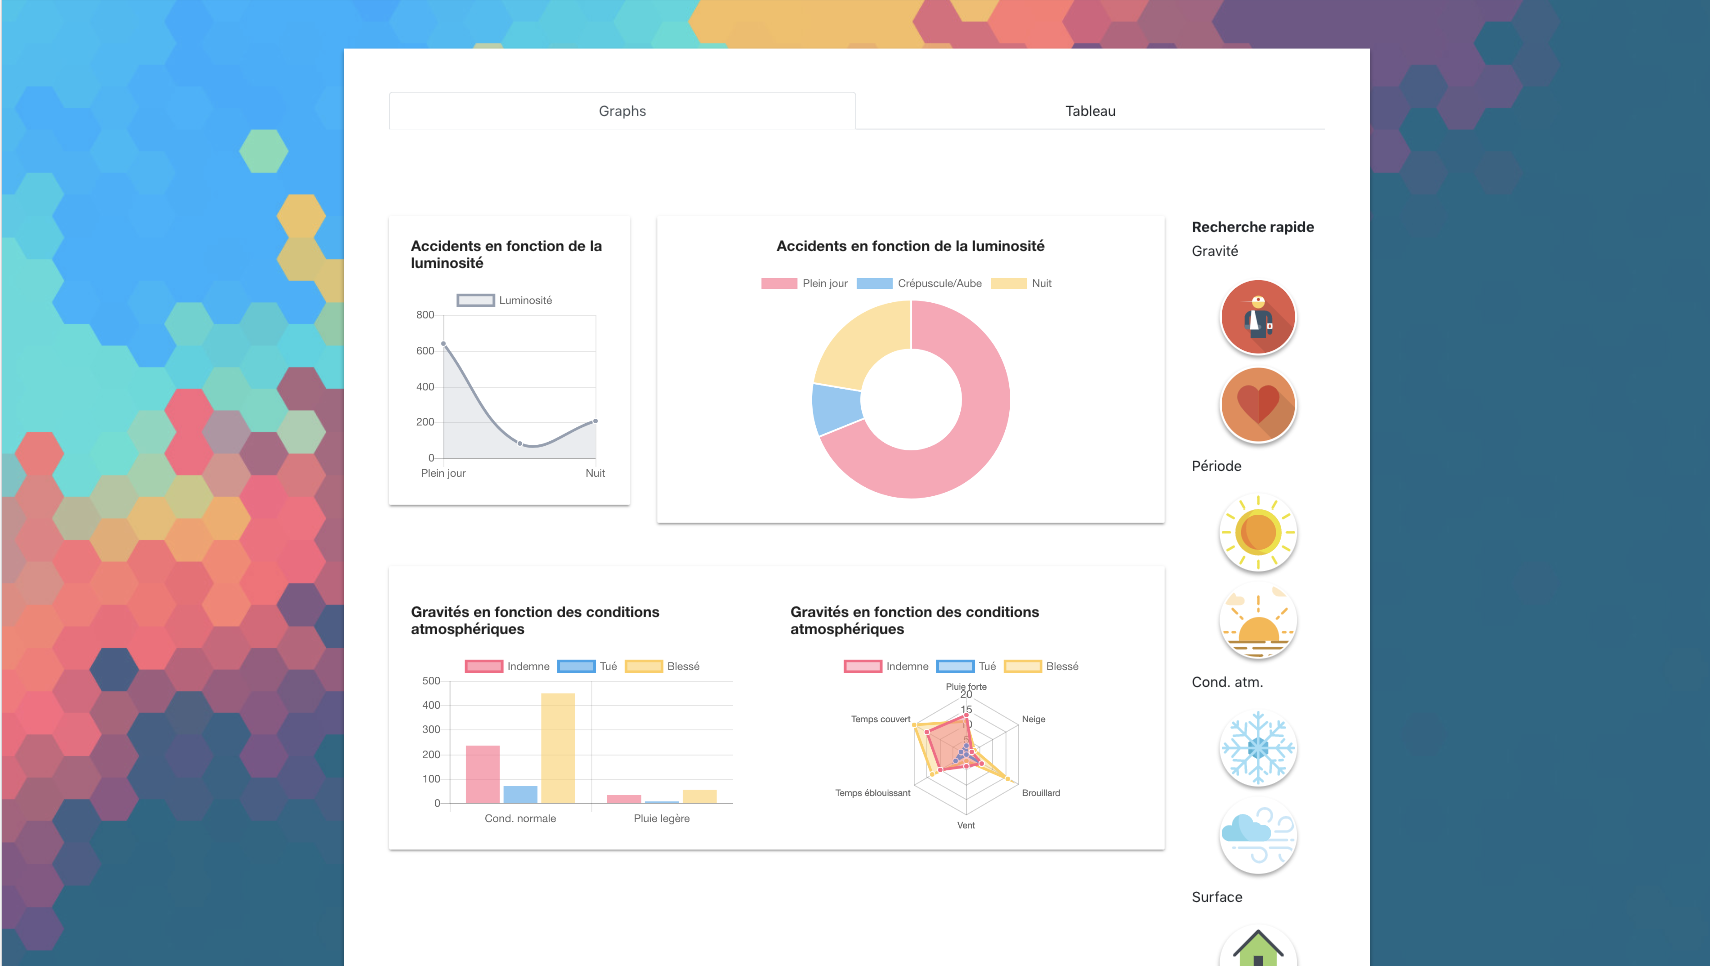 Graphs
Tableau
Accidents en fonction de la
luminosité
Luminosité
800
600
400
200
0
Plein jour
Nuit
Accidents en fonction de la luminosité
Plein jour
Crépuscule/Aube
Nuit
Recherche rapide
Gravité
Période
Cond. atm.
Surface
Gravités en fonction des conditions
atmosphériques
Indemne
Tué
Blessé
500
400
300
200
100
0
Cond. normale
Pluie legère
Gravités en fonction des conditions
atmosphériques
Indemne
Tué
Blessé
Pluie forte
20
15
Temps couvert
Neige
Temps éblouissant
Brouillard
Vent